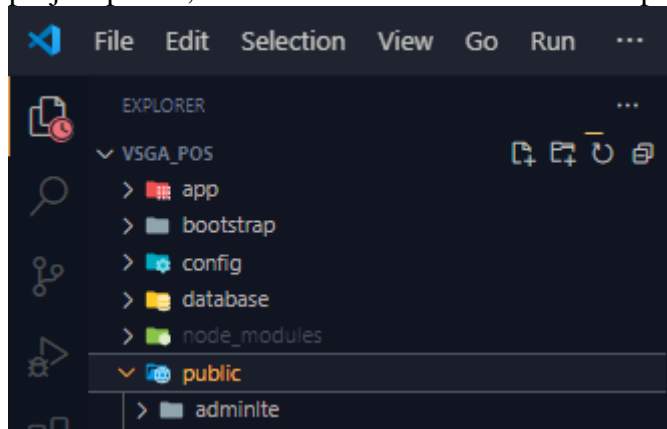 File Edit Selection View Go Run ...
EXPLORER ...
VSGA_POS
app
bootstrap
config
database
node_modules
public
adminlte